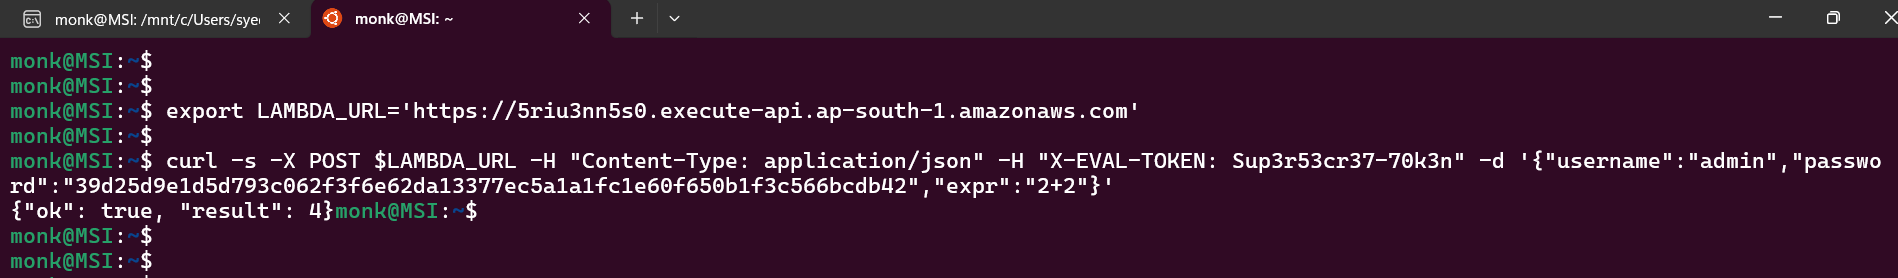 monk@MSI: /mnt/c/Users/sye
monk@MSI: ~
monk@MSI:~$
monk@MSI:~$
monk@MSI:~$ export LAMBDA_URL='https://5riu3nn5s0.execute-api.ap-south-1.amazonaws.com'
monk@MSI:~$
monk@MSI:~$ curl -s -X POST $LAMBDA_URL -H "Content-Type: application/json" -H "X-EVAL-TOKEN: Sup3r53cr37-70k3n" -d '{"username":"admin","passwo
rd":"39d25d9e1d5d793c062f3f6e62da13377ec5a1a1fc1e60f650b1f3c566bcdb42","expr":"2+2"}'
{"ok": true, "result": 4}monk@MSI:~$
monk@MSI:~$
monk@MSI:~$